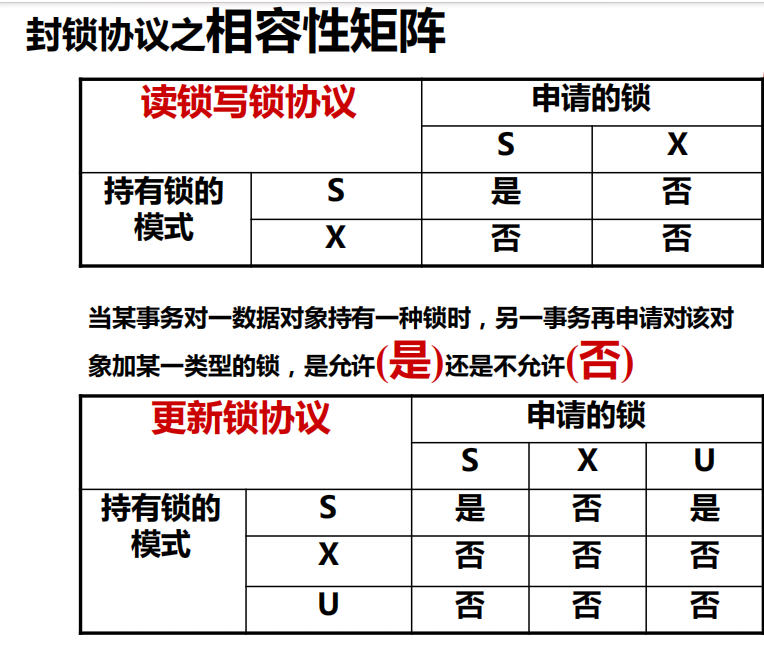 封锁协议之相容性矩阵
读锁写锁协议 申请的锁
S X
持有锁的 S 是 否
模式 X 否 否
当某事务对一数据对象持有一种锁时，另一事务再申请对该对
象加某一类型的锁，是允许(是)还是不允许(否)
更新锁协议 申请的锁
S X U
持有锁的 S 是 否 是
模式 X 否 否 否
U 否 否 否